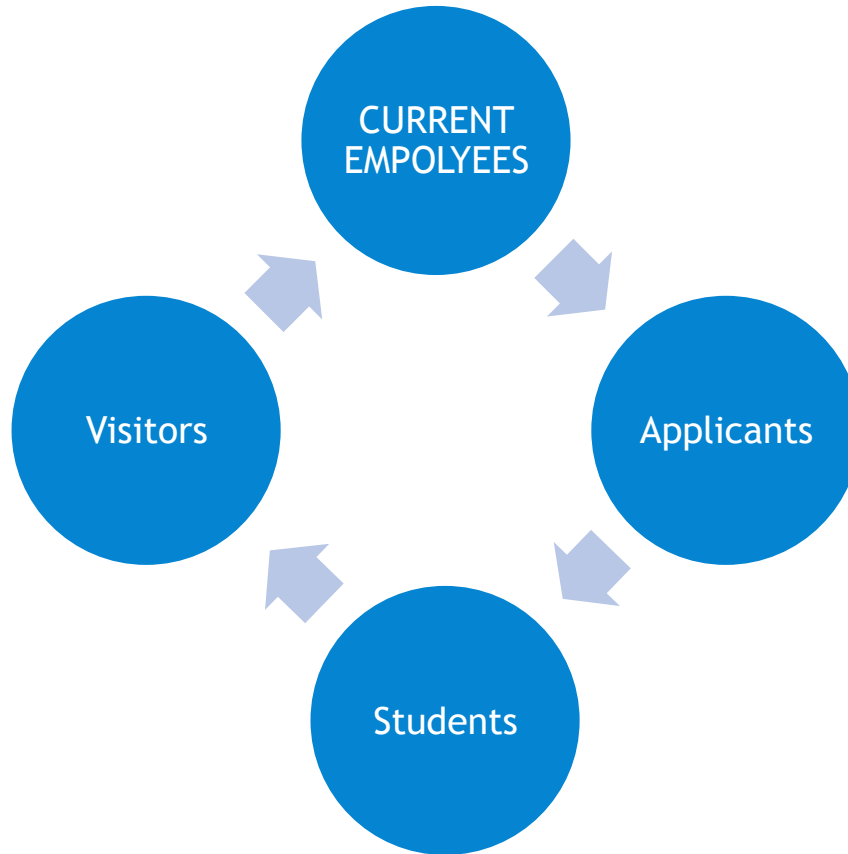 CURRENT
EMPOLYEES
Visitors
Applicants
Students